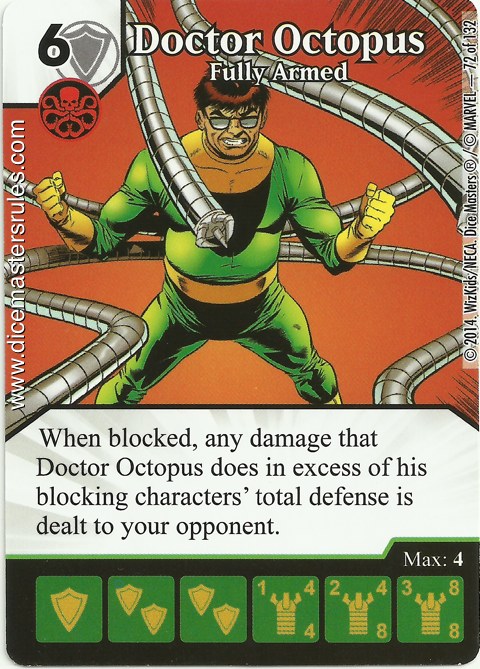 6
Doctor Octopus
Fully Armed
www.dicemastersrules.com
© 2014. WizKids/NECA. Dice Masters® / © MARVEL — 72 of 132
When blocked, any damage that
Doctor Octopus does in excess of his
blocking characters’ total defense is
dealt to your opponent.
Max: 4
1 4 4
2 4 8
3 8 8